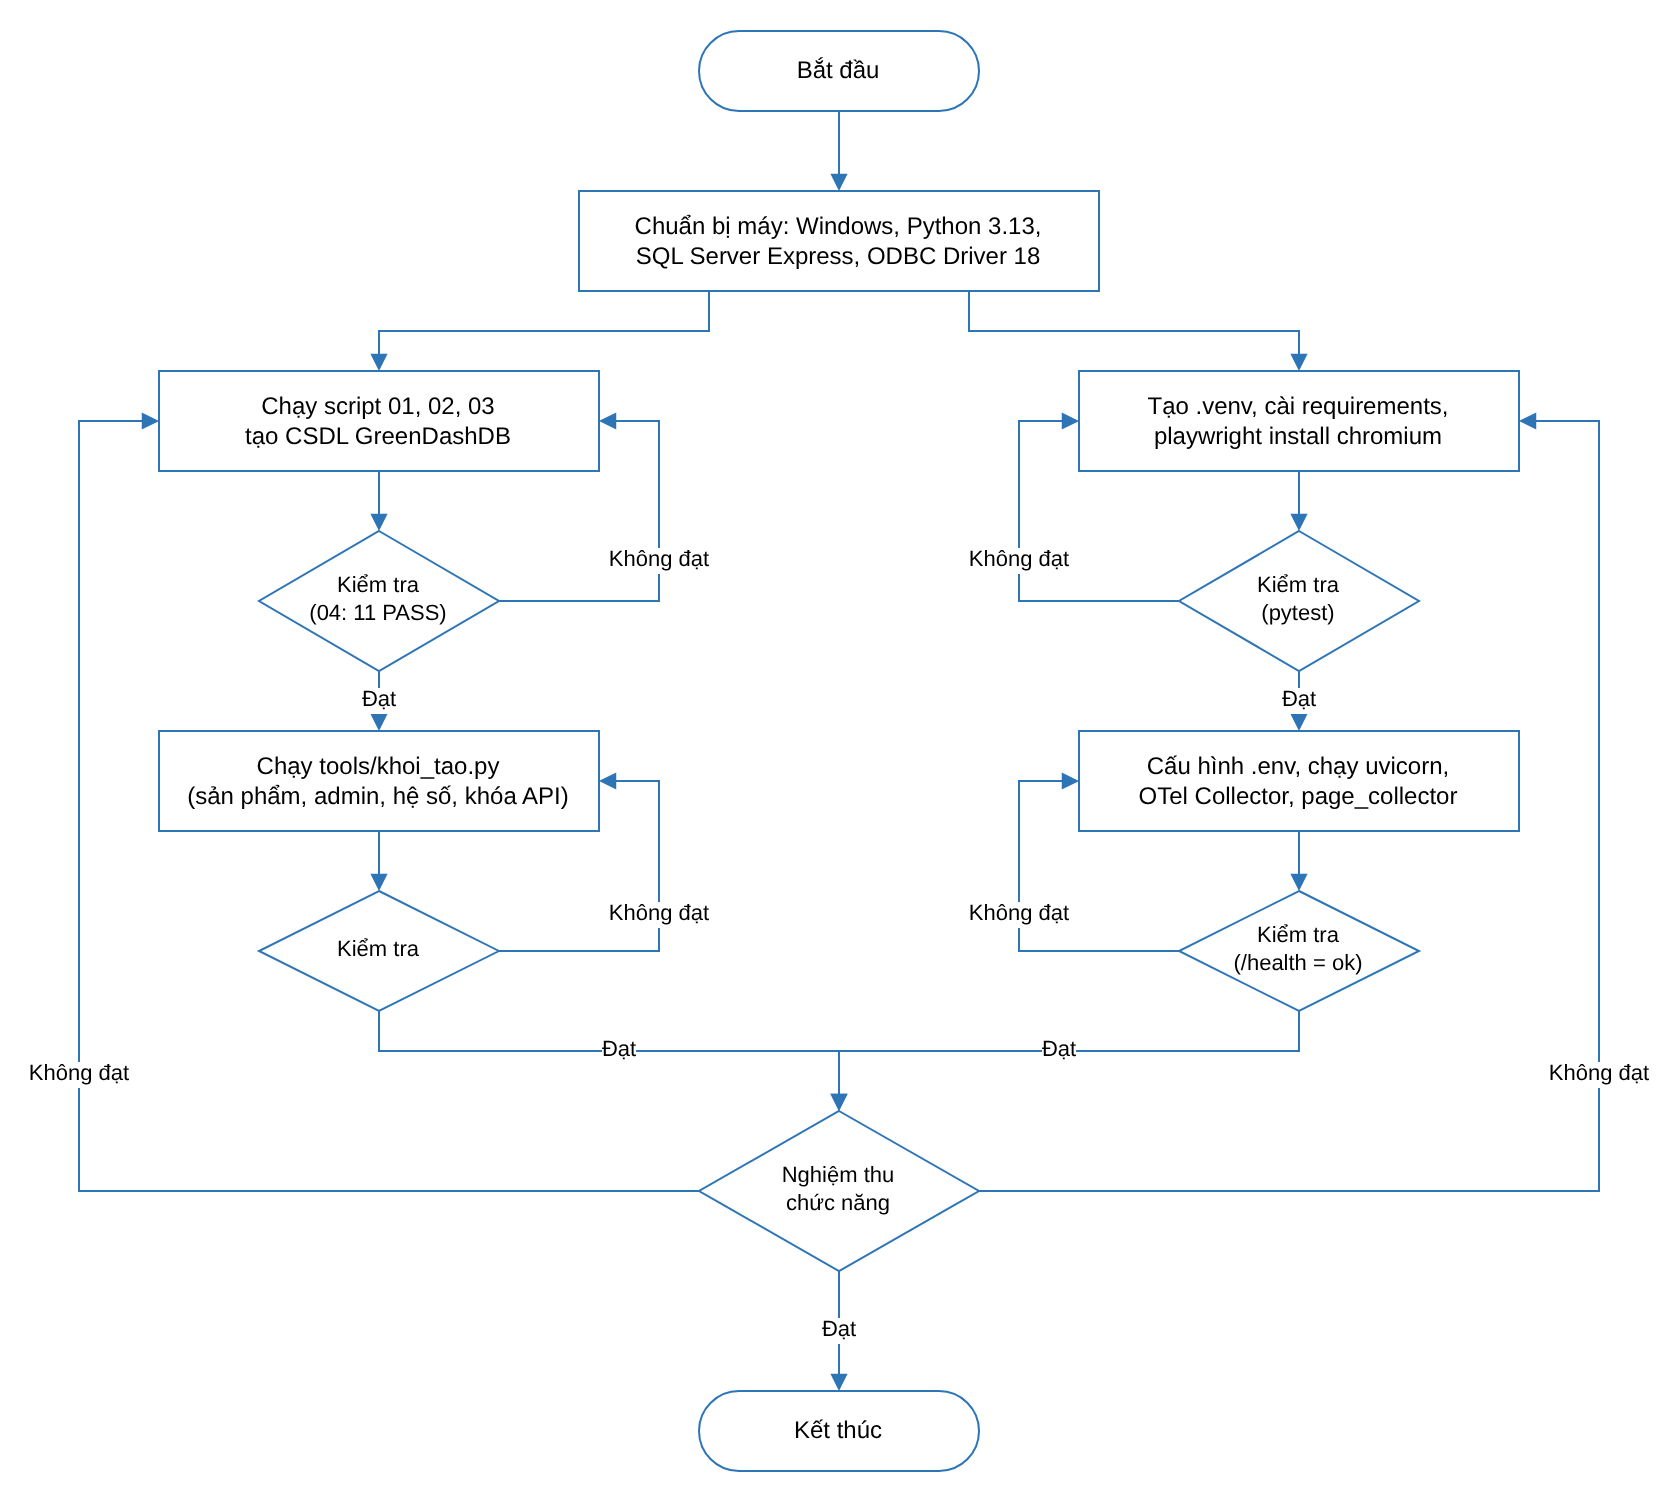 Bắt đầu
Chuẩn bị máy: Windows, Python 3.13,
SQL Server Express, ODBC Driver 18
Chạy script 01, 02, 03
tạo CSDL GreenDashDB
Tạo .venv, cài requirements,
playwright install chromium
Không đạt
Không đạt
Kiểm tra
(04: 11 PASS)
Kiểm tra
(pytest)
Đạt
Đạt
Chạy tools/khoi_tao.py
(sản phẩm, admin, hệ số, khóa API)
Cấu hình .env, chạy uvicorn,
OTel Collector, page_collector
Không đạt
Không đạt
Kiểm tra
Kiểm tra
(/health = ok)
Đạt
Đạt
Không đạt
Không đạt
Nghiệm thu
chức năng
Đạt
Kết thúc